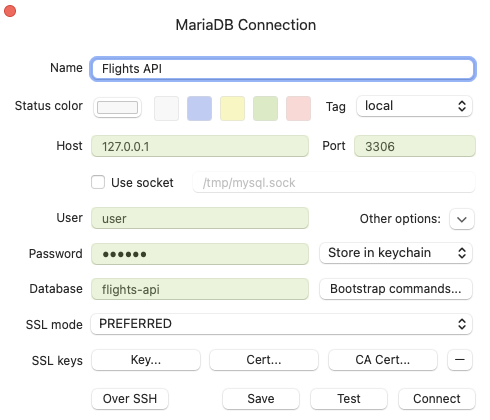 MariaDB Connection
Name Flights API
Status color Tag local
Host 127.0.0.1 Port 3306
Use socket /tmp/mysql.sock
User user Other options:
Password ●●●●●● Store in keychain
Database flights-api Bootstrap commands...
SSL mode PREFERRED
SSL keys Key... Cert... CA Cert... —
Over SSH Save Test Connect